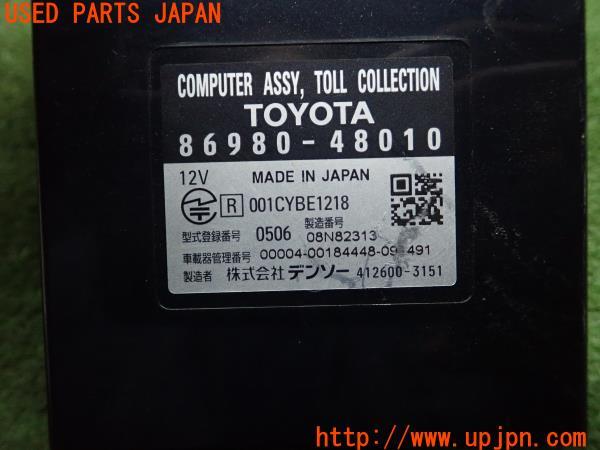 USED PARTS JAPAN
COMPUTER ASSY, TOLL COLLECTION
TOYOTA
86980-48010
12V MADE IN JAPAN
R 001CYBE1218
型式登録番号 0506 製造番号 08N82313
車載器管理番号 00004-00184448-09 491
製造者 株式会社 デンソー 412600-3151
UPJ
http://www.upjpn.com/